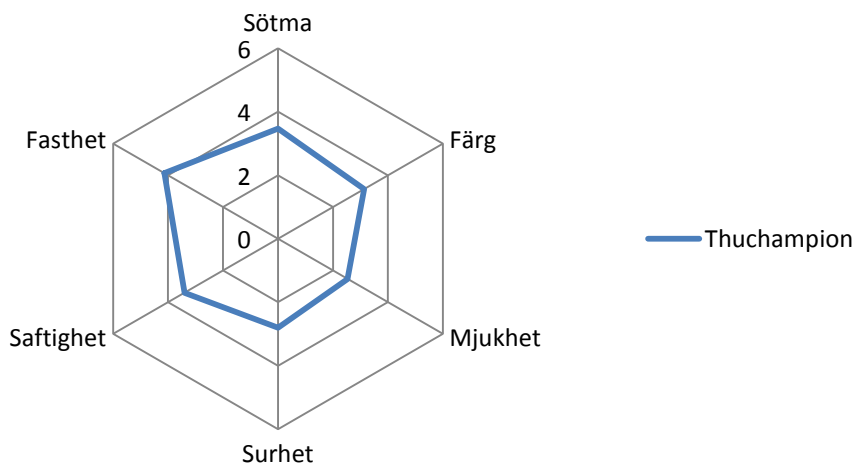 Sötma
6
Fasthet
4
Färg
2
0
Thuchampion
Saftighet
Mjukhet
Surhet